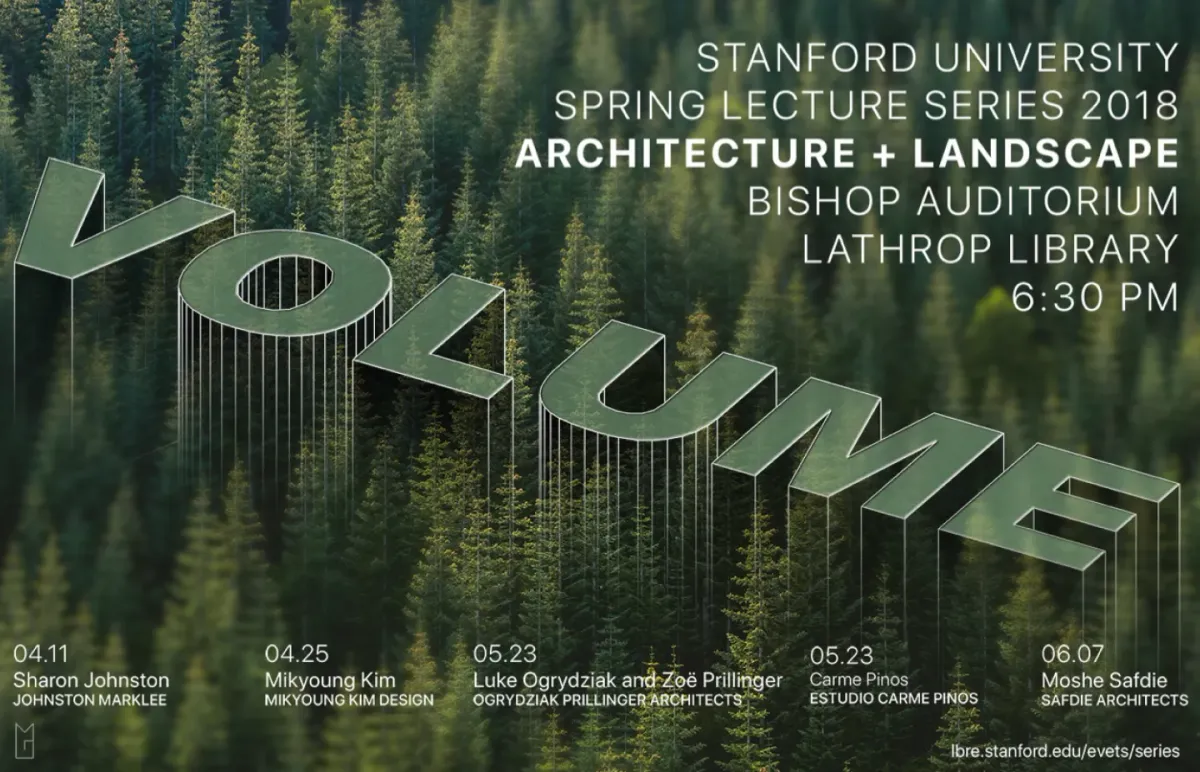 STANFORD UNIVERSITY
SPRING LECTURE SERIES 2018
ARCHITECTURE + LANDSCAPE
BISHOP AUDITORIUM
LATHROP LIBRARY
6:30 PM
VOLUME
04.11
Sharon Johnston
JOHNSTON MARKLEE
04.25
Mikyoung Kim
MIKYOUNG KIM DESIGN
05.23
Luke Ogrydziak and Zoë Prillinger
OGRYDZIAK PRILLINGER ARCHITECTS
05.23
Carme Pinos
ESTUDIO CARME PINOS
06.07
Moshe Safdie
SAFDIE ARCHITECTS
MG
lbre.stanford.edu/evets/series